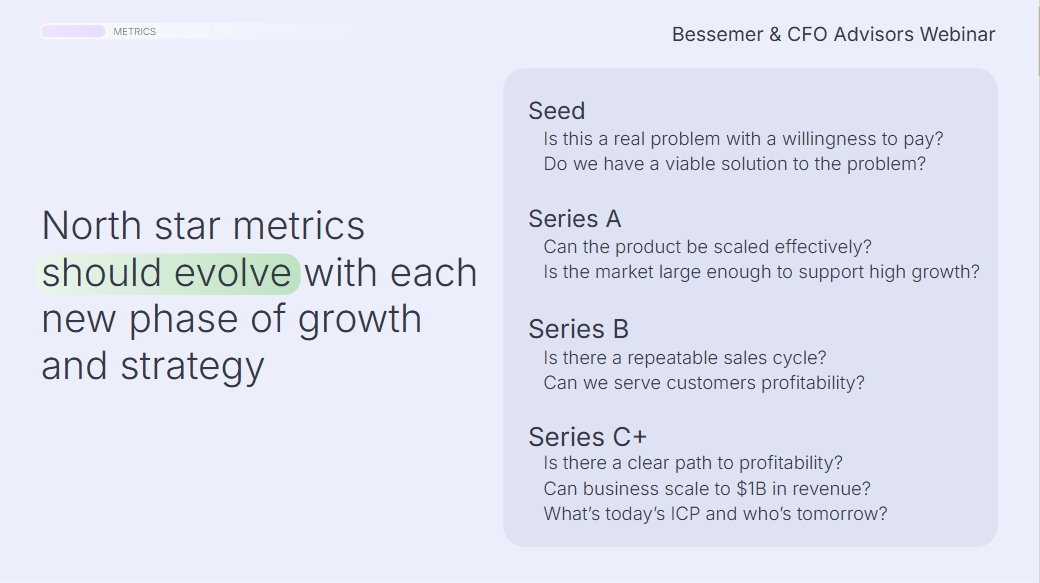 METRICS
Bessemer & CFO Advisors Webinar
North star metrics
should evolve with each
new phase of growth
and strategy
Seed
Is this a real problem with a willingness to pay?
Do we have a viable solution to the problem?
Series A
Can the product be scaled effectively?
Is the market large enough to support high growth?
Series B
Is there a repeatable sales cycle?
Can we serve customers profitability?
Series C+
Is there a clear path to profitability?
Can business scale to $1B in revenue?
What’s today’s ICP and who’s tomorrow?